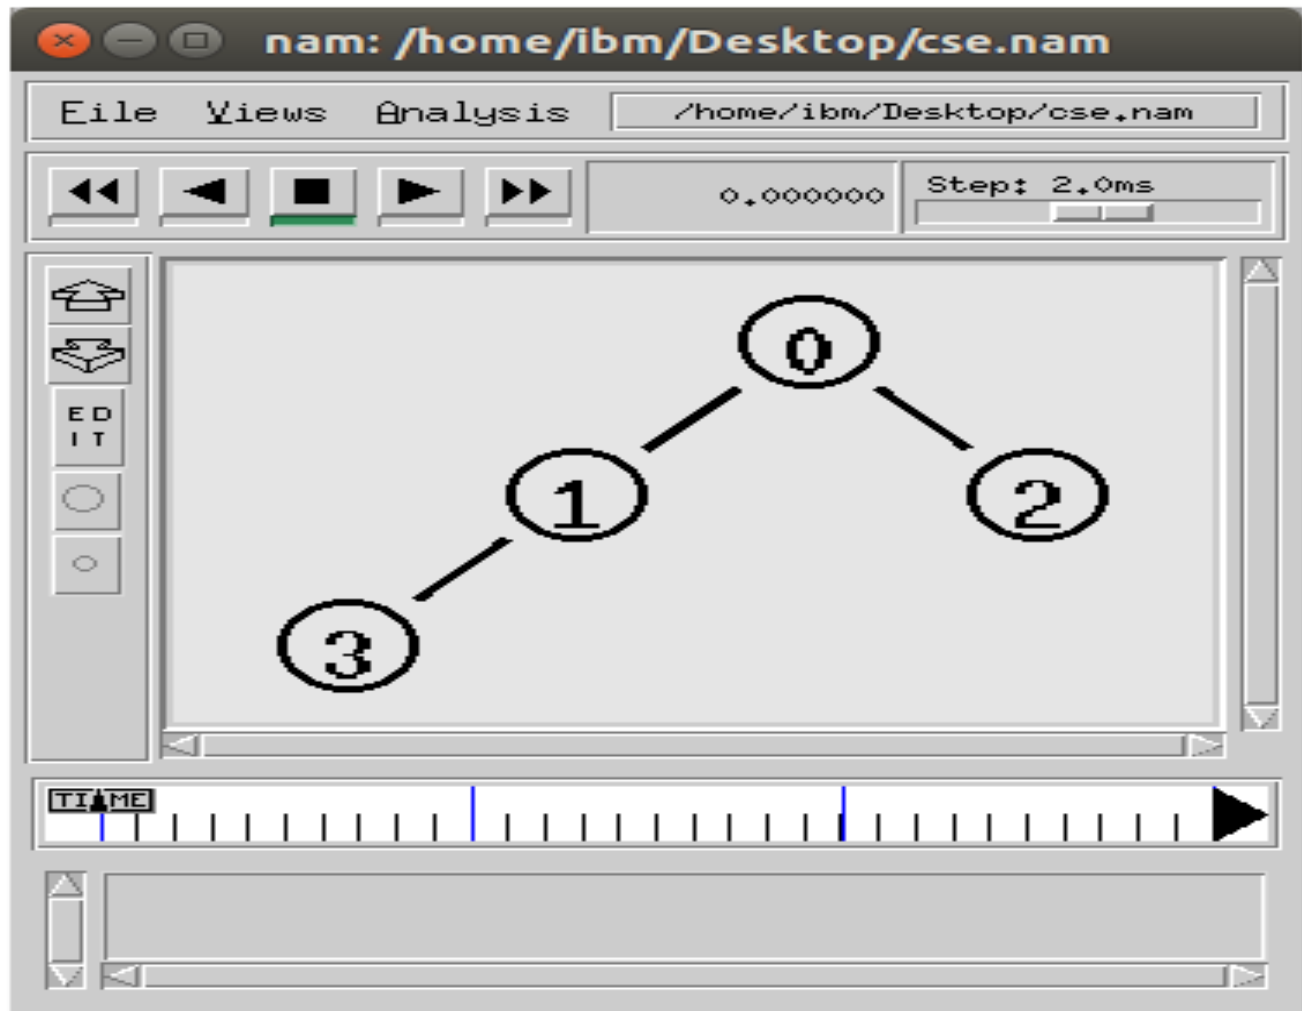 nam: /home/ibm/Desktop/cse.nam
File Views Analysis /home/ibm/Desktop/cse.nam
0.000000 Step: 2.0ms
0
ED
IT
1 2
3
TIME